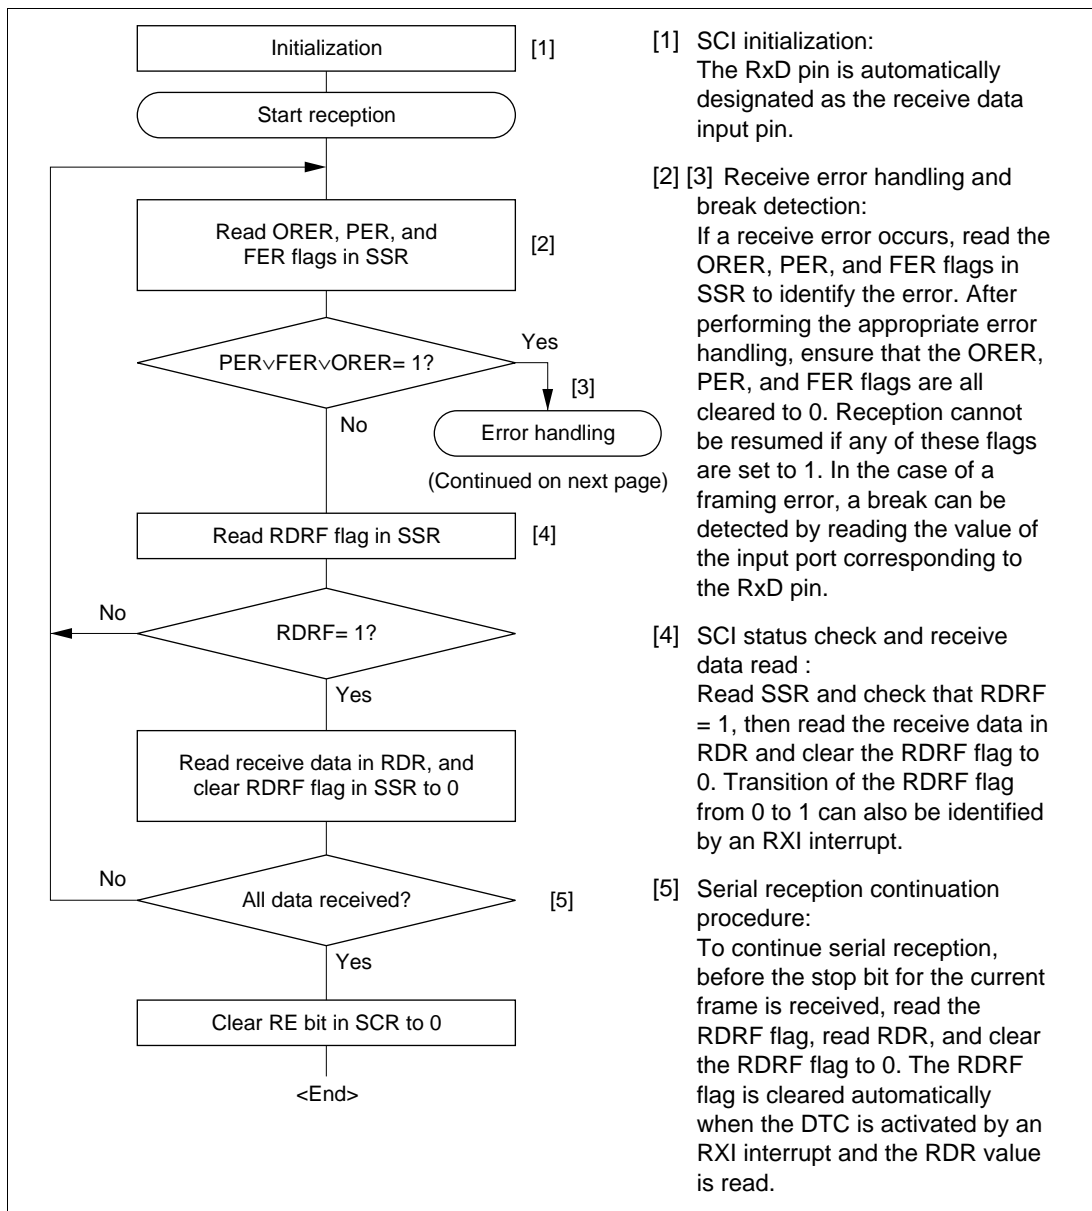 Initialization
[1]
Start reception
Read ORER, PER, and
FER flags in SSR
[2]
PER∨FER∨ORER= 1?
Yes
[3]
No
Error handling
(Continued on next page)
Read RDRF flag in SSR
[4]
No
RDRF= 1?
Yes
Read receive data in RDR, and
clear RDRF flag in SSR to 0
No
All data received?
[5]
Yes
Clear RE bit in SCR to 0
<End>
[1] SCI initialization:
The RxD pin is automatically
designated as the receive data
input pin.
[2] [3] Receive error handling and
break detection:
If a receive error occurs, read the
ORER, PER, and FER flags in
SSR to identify the error. After
performing the appropriate error
handling, ensure that the ORER,
PER, and FER flags are all
cleared to 0. Reception cannot
be resumed if any of these flags
are set to 1. In the case of a
framing error, a break can be
detected by reading the value of
the input port corresponding to
the RxD pin.
[4] SCI status check and receive
data read :
Read SSR and check that RDRF
= 1, then read the receive data in
RDR and clear the RDRF flag to
0. Transition of the RDRF flag
from 0 to 1 can also be identified
by an RXI interrupt.
[5] Serial reception continuation
procedure:
To continue serial reception,
before the stop bit for the current
frame is received, read the
RDRF flag, read RDR, and clear
the RDRF flag to 0. The RDRF
flag is cleared automatically
when the DTC is activated by an
RXI interrupt and the RDR value
is read.